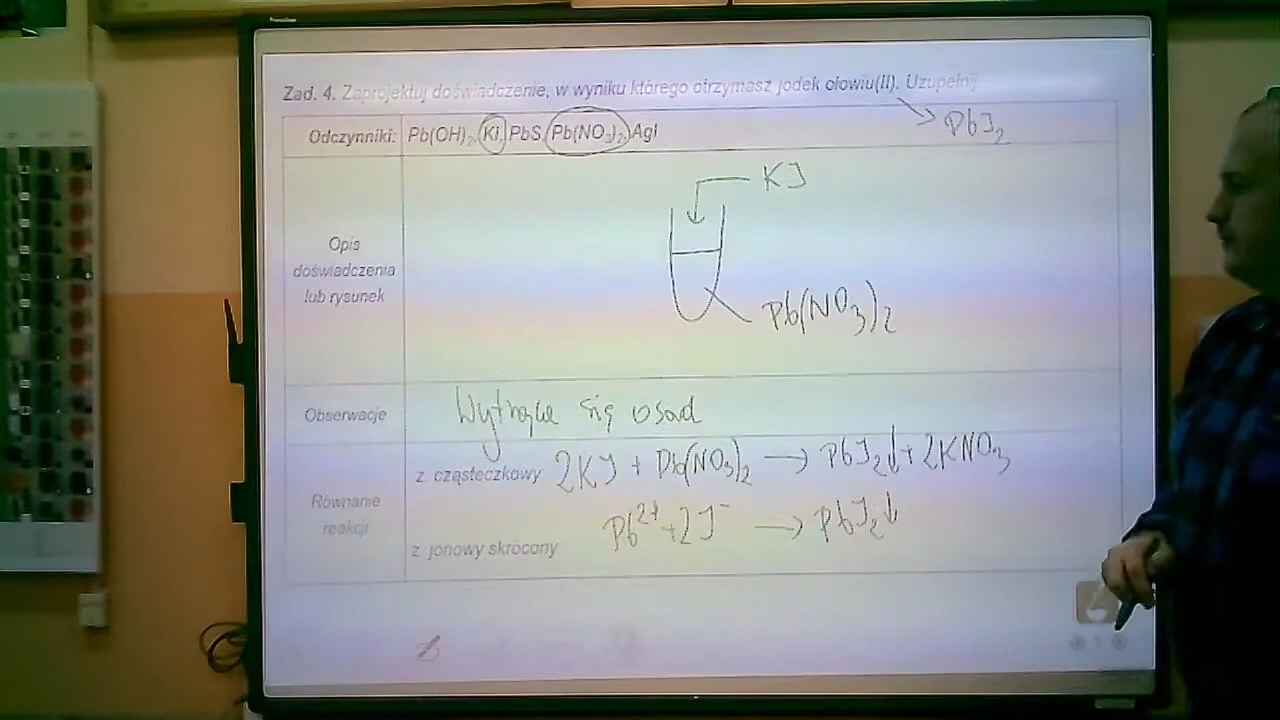 Zad. 4. Zaprojektuj doświadczenie, w wyniku którego otrzymasz jodek ołowiu(II). Uzupełnij
PbJ2
Odczynniki: Pb(OH)2, KI, PbS, Pb(NO3)2, AgI
KJ
Opis
doświadczenia
lub rysunek
Pb(NO3)2
Obserwacje
Wytrąca się osad
Równanie
reakcji
z. cząsteczkowy 2KJ + Pb(NO3)2 → PbJ2↓ + 2KNO3
z. jonowy skrócony Pb2+ + 2J- → PbJ2↓